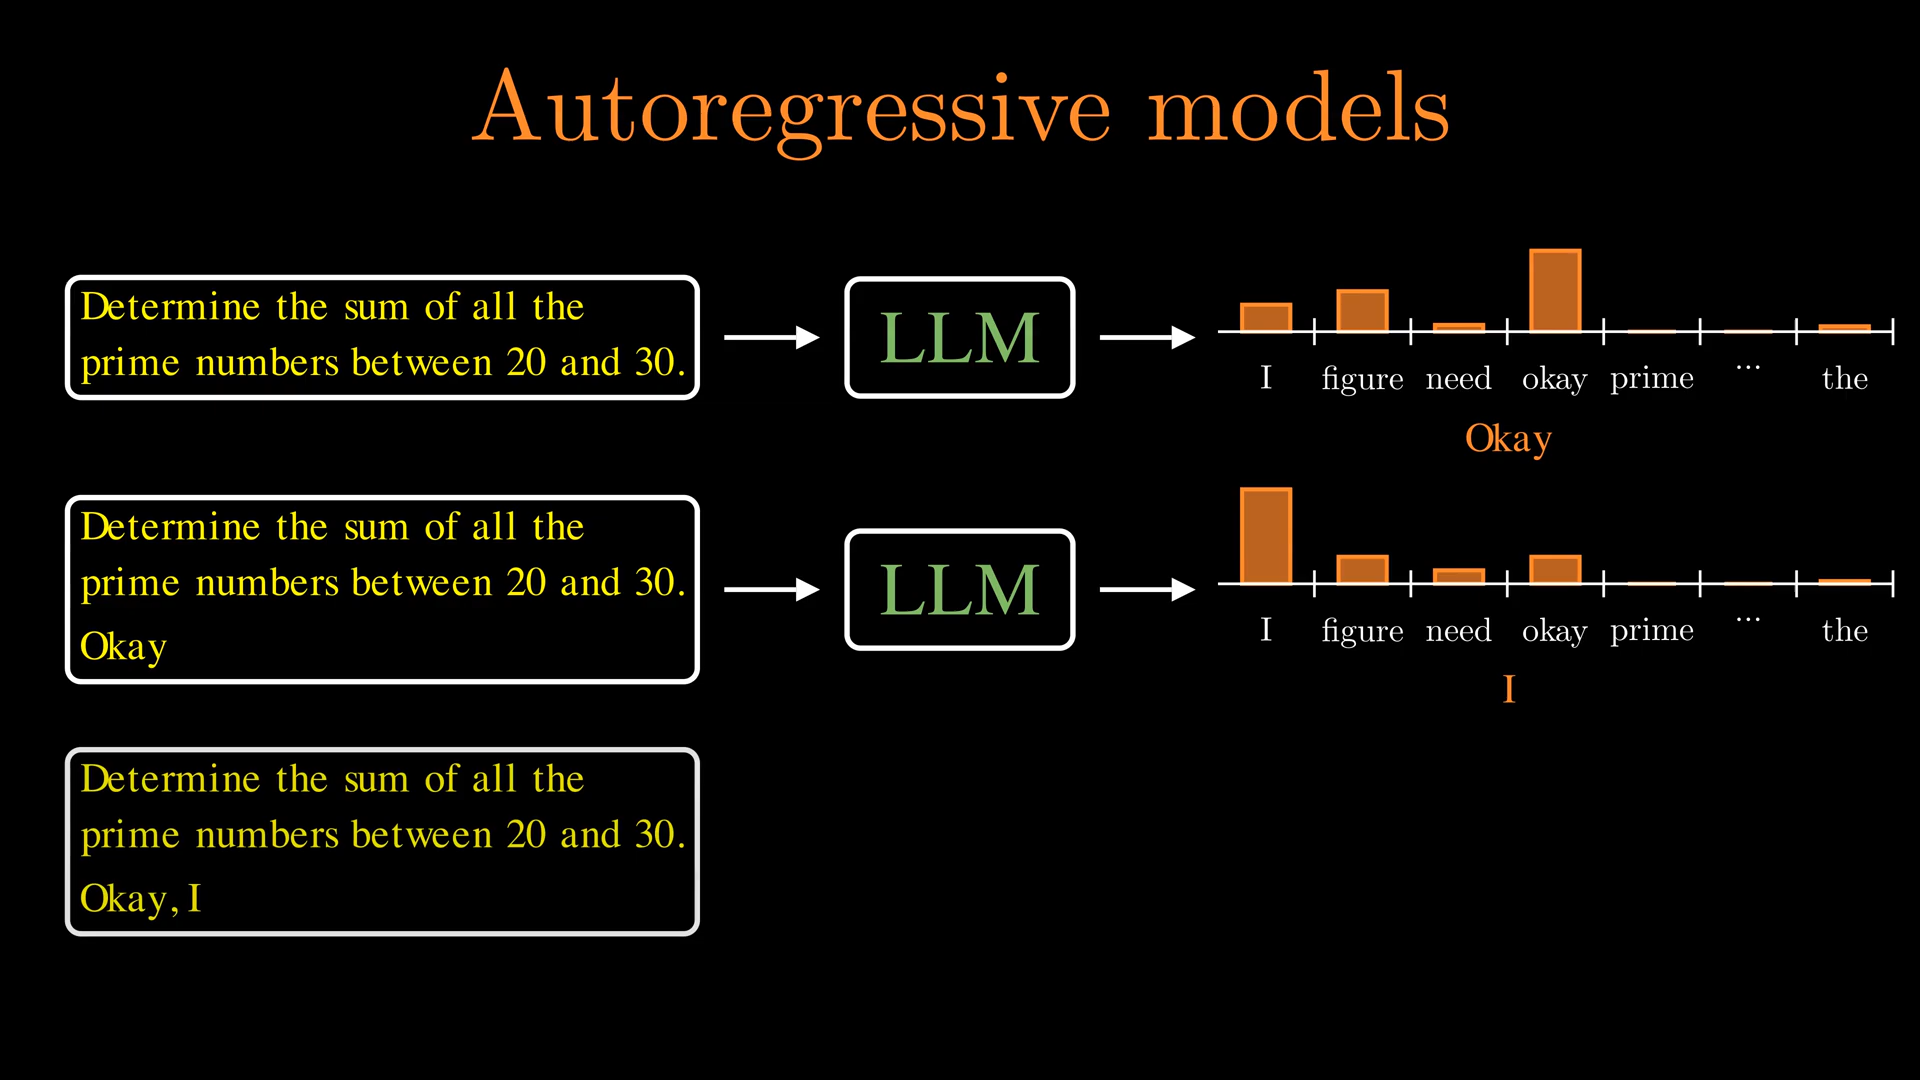 Autoregressive models
Determine the sum of all the
prime numbers between 20 and 30.
LLM
I figure need okay prime ... the
Okay
Determine the sum of all the
prime numbers between 20 and 30.
Okay
LLM
I figure need okay prime ... the
I
Determine the sum of all the
prime numbers between 20 and 30.
Okay, I